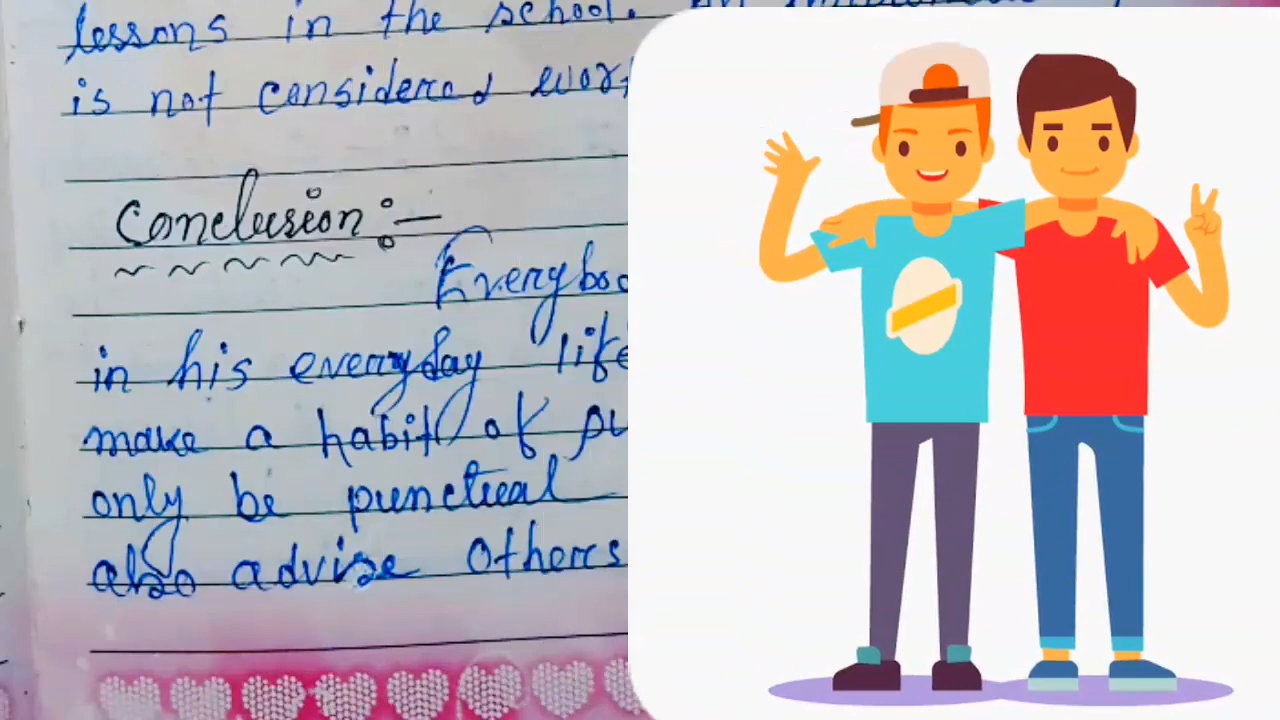 lessons in the school. An
is not considered
Conclusion :-
in his everyday life
make a habit of
only be punctual
also advise others